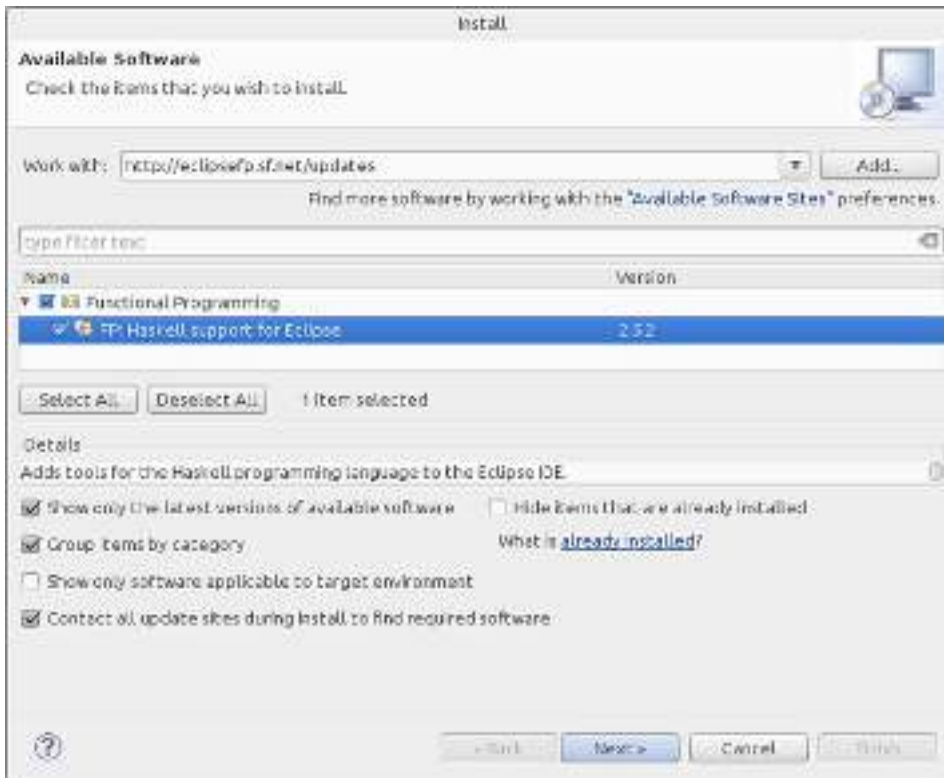 Install
Available Software
Check the items that you wish to install.
Work with: http://eclipsefp.sf.net/updates Add...
Find more software by working with the "Available Software Sites" preferences.
type filter text
Name Version
Functional Programming
FP: Haskell support for Eclipse 2.5.2
Select All Deselect All 1 item selected
Details
Adds tools for the Haskell programming language to the Eclipse IDE.
Show only the latest versions of available software Hide items that are already installed
Group items by category What is already installed?
Show only software applicable to target environment
Contact all update sites during install to find required software
< Back Next > Cancel Finish